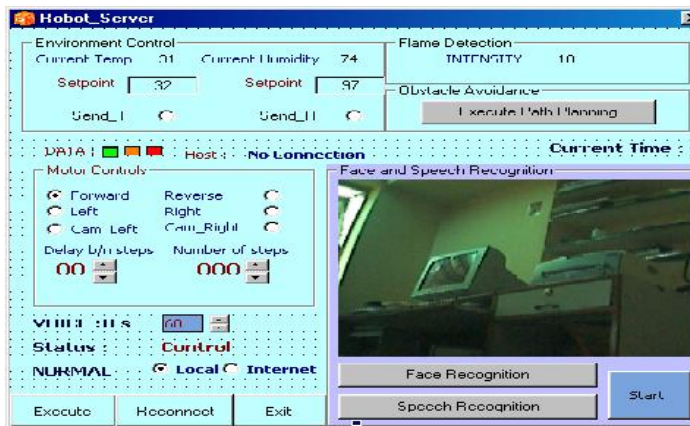 Robot_Server
Environment Control
Current Temp 31 Current Humidity 74
Setpoint 32 Setpoint 97
Send_T Send_H
Flame Detection
INTENSITY 10
Obstacle Avoidance
Execute Path Planning
DATA : Host : No Connection
Current Time :
Motor Controls
Forward Reverse
Left Right
Cam_Left Cam_Right
Delay b/n steps Number of steps
00 000
60
Status : Control
NORMAL Local Internet
Execute Reconnect Exit
Face and Speech Recognition
Face Recognition
Speech Recognition
Start